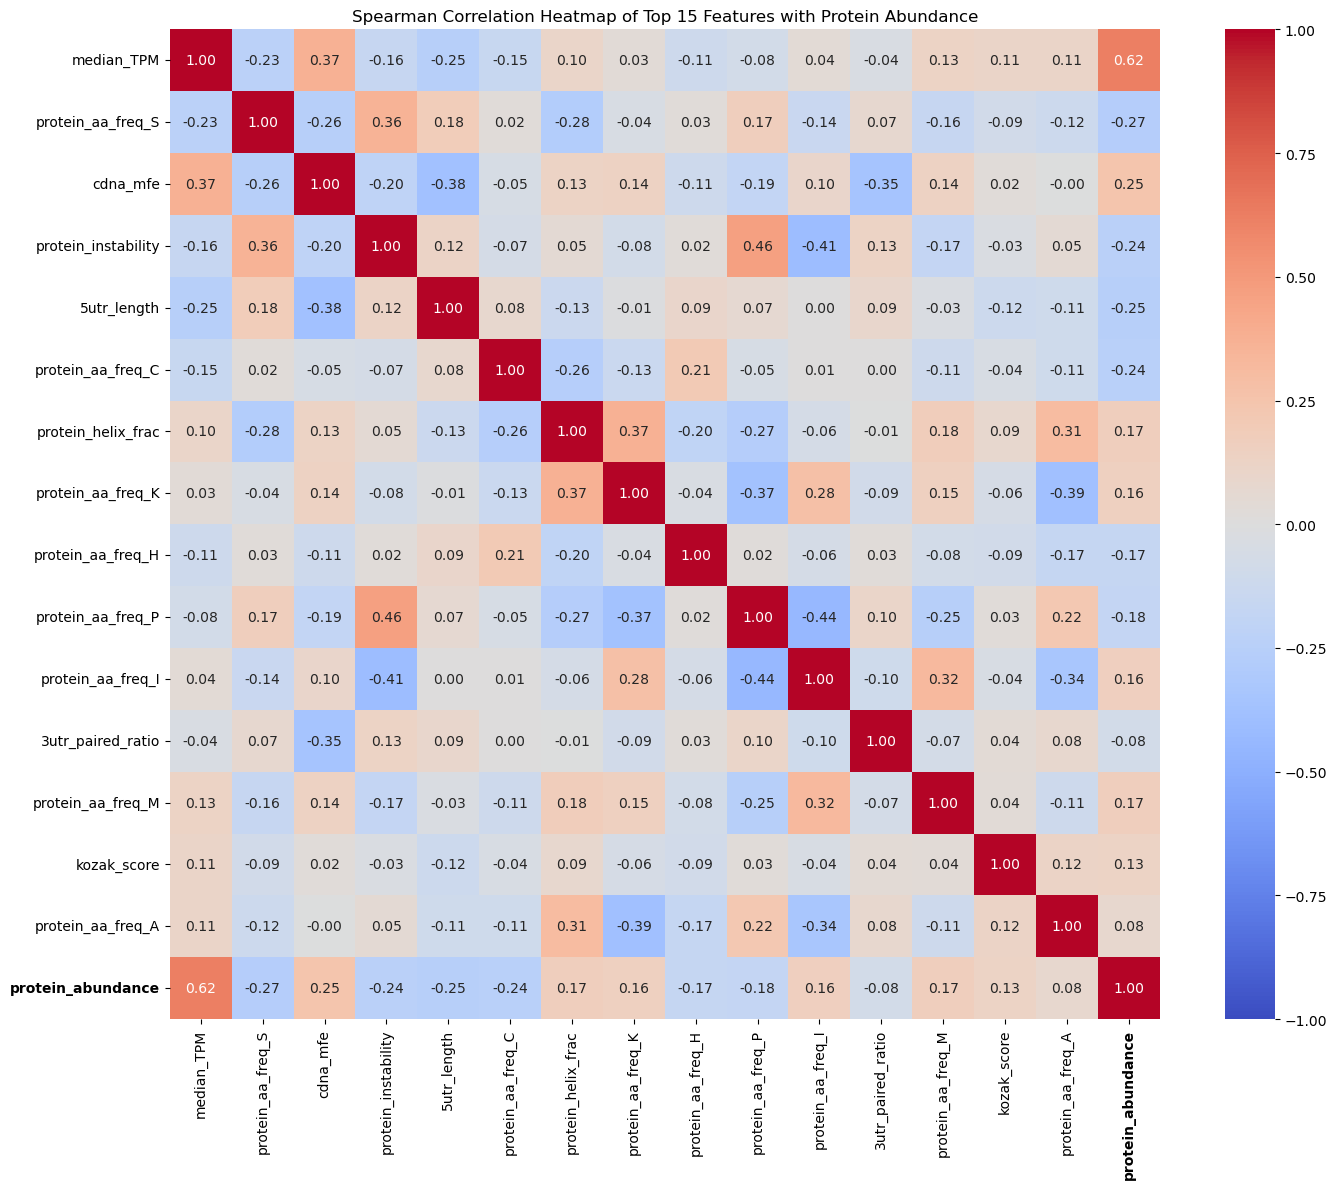 Spearman Correlation Heatmap of Top 15 Features with Protein Abundance
median_TPM 1.00 -0.23 0.37 -0.16 -0.25 -0.15 0.10 0.03 -0.11 -0.08 0.04 -0.04 0.13 0.11 0.11 0.62
protein_aa_freq_S -0.23 1.00 -0.26 0.36 0.18 0.02 -0.28 -0.04 0.03 0.17 -0.14 0.07 -0.16 -0.09 -0.12 -0.27
cdna_mfe 0.37 -0.26 1.00 -0.20 -0.38 -0.05 0.13 0.14 -0.11 -0.19 0.10 -0.35 0.14 0.02 -0.00 0.25
protein_instability -0.16 0.36 -0.20 1.00 0.12 -0.07 0.05 -0.08 0.02 0.46 -0.41 0.13 -0.17 -0.03 0.05 -0.24
5utr_length -0.25 0.18 -0.38 0.12 1.00 0.08 -0.13 -0.01 0.09 0.07 0.00 0.09 -0.03 -0.12 -0.11 -0.25
protein_aa_freq_C -0.15 0.02 -0.05 -0.07 0.08 1.00 -0.26 -0.13 0.21 -0.05 0.01 0.00 -0.11 -0.04 -0.11 -0.24
protein_helix_frac 0.10 -0.28 0.13 0.05 -0.13 -0.26 1.00 0.37 -0.20 -0.27 -0.06 -0.01 0.18 0.09 0.31 0.17
protein_aa_freq_K 0.03 -0.04 0.14 -0.08 -0.01 -0.13 0.37 1.00 -0.04 -0.37 0.28 -0.09 0.15 -0.06 -0.39 0.16
protein_aa_freq_H -0.11 0.03 -0.11 0.02 0.09 0.21 -0.20 -0.04 1.00 0.02 -0.06 0.03 -0.08 -0.09 -0.17 -0.17
protein_aa_freq_P -0.08 0.17 -0.19 0.46 0.07 -0.05 -0.27 -0.37 0.02 1.00 -0.44 0.10 -0.25 0.03 0.22 -0.18
protein_aa_freq_I 0.04 -0.14 0.10 -0.41 0.00 0.01 -0.06 0.28 -0.06 -0.44 1.00 -0.10 0.32 -0.04 -0.34 0.16
3utr_paired_ratio -0.04 0.07 -0.35 0.13 0.09 0.00 -0.01 -0.09 0.03 0.10 -0.10 1.00 -0.07 0.04 0.08 -0.08
protein_aa_freq_M 0.13 -0.16 0.14 -0.17 -0.03 -0.11 0.18 0.15 -0.08 -0.25 0.32 -0.07 1.00 0.04 -0.11 0.17
kozak_score 0.11 -0.09 0.02 -0.03 -0.12 -0.04 0.09 -0.06 -0.09 0.03 -0.04 0.04 0.04 1.00 0.12 0.13
protein_aa_freq_A 0.11 -0.12 -0.00 0.05 -0.11 -0.11 0.31 -0.39 -0.17 0.22 -0.34 0.08 -0.11 0.12 1.00 0.08
protein_abundance 0.62 -0.27 0.25 -0.24 -0.25 -0.24 0.17 0.16 -0.17 -0.18 0.16 -0.08 0.17 0.13 0.08 1.00
median_TPM
protein_aa_freq_S
cdna_mfe
protein_instability
5utr_length
protein_aa_freq_C
protein_helix_frac
protein_aa_freq_K
protein_aa_freq_H
protein_aa_freq_P
protein_aa_freq_I
3utr_paired_ratio
protein_aa_freq_M
kozak_score
protein_aa_freq_A
protein_abundance
1.00
0.75
0.50
0.25
0.00
−0.25
−0.50
−0.75
−1.00